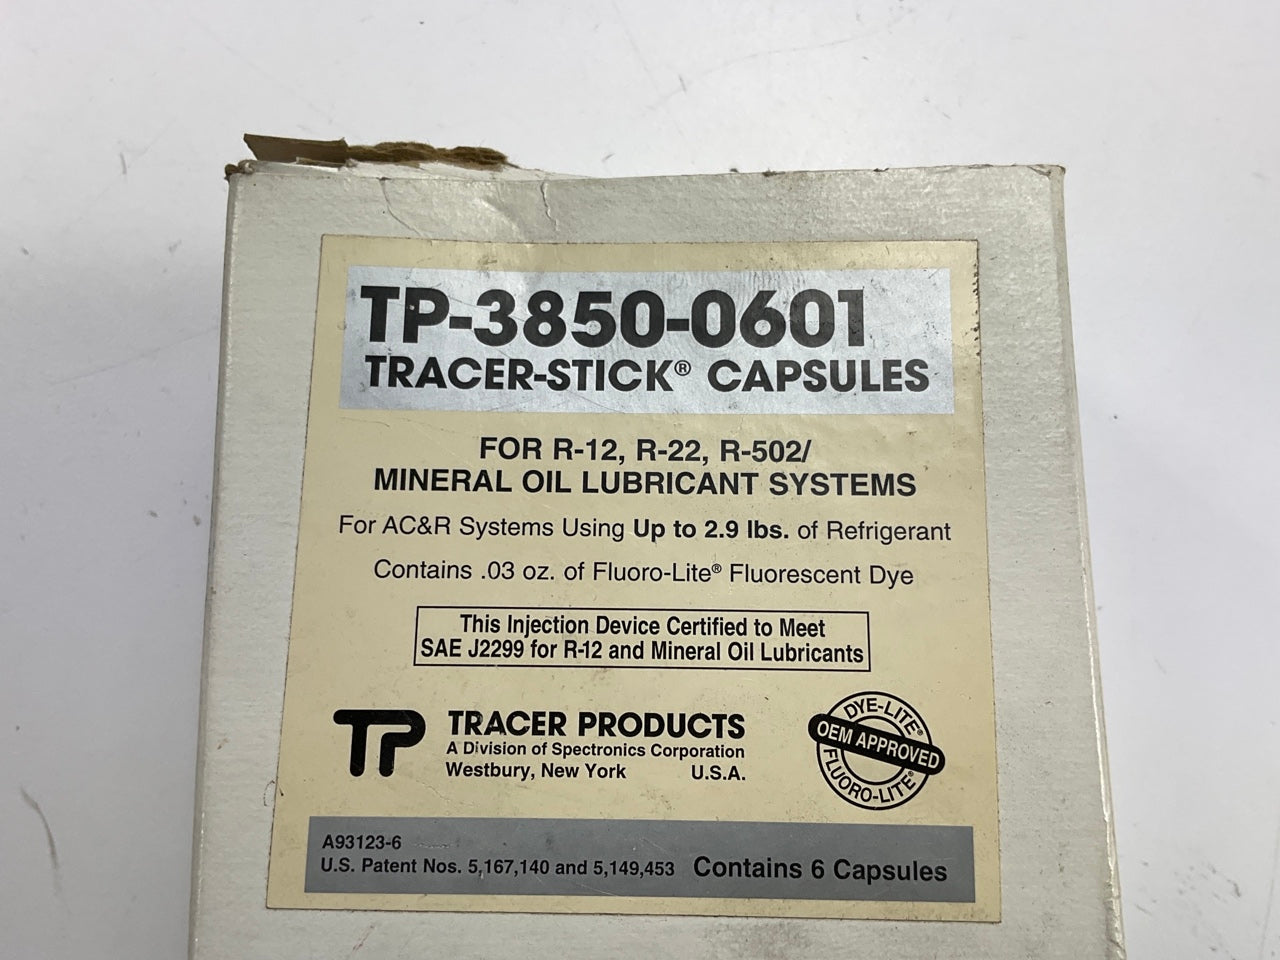 TP-3850-0601
TRACER-STICK® CAPSULES
FOR R-12, R-22, R-502/
MINERAL OIL LUBRICANT SYSTEMS
For AC&R Systems Using Up to 2.9 lbs. of Refrigerant
Contains .03 oz. of Fluoro-Lite® Fluorescent Dye
This Injection Device Certified to Meet
SAE J2299 for R-12 and Mineral Oil Lubricants
TP
TRACER PRODUCTS
A Division of Spectronics Corporation
Westbury, New York U.S.A.
DYE-LITE®
OEM APPROVED
FLUORO-LITE®
A93123-6
U.S. Patent Nos. 5,167,140 and 5,149,453 Contains 6 Capsules